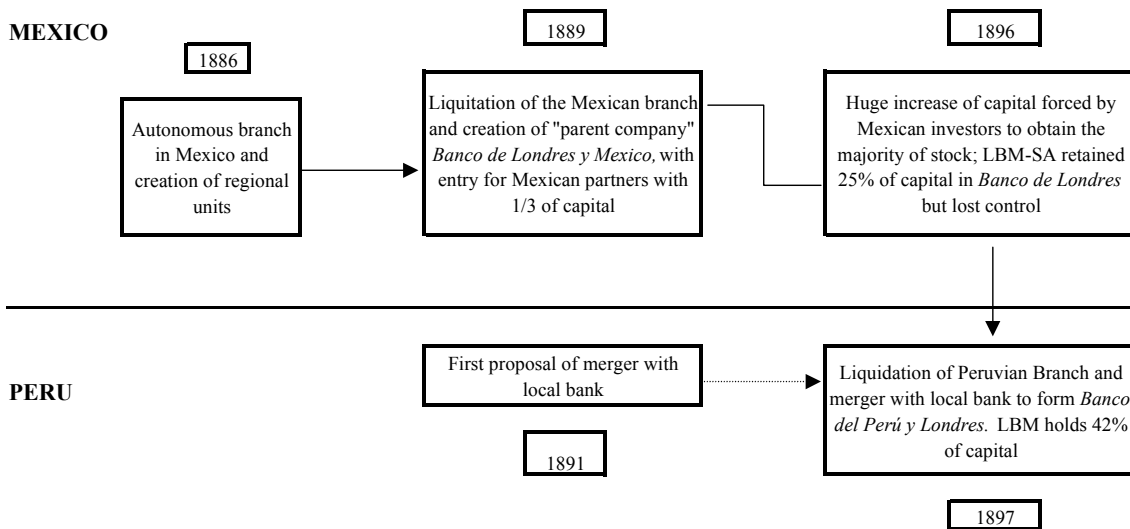 MEXICO
1886
Autonomous branch
in Mexico and
creation of regional
units
1889
Liquitation of the Mexican branch
and creation of "parent company"
Banco de Londres y Mexico, with
entry for Mexican partners with
1/3 of capital
1896
Huge increase of capital forced by
Mexican investors to obtain the
majority of stock; LBM-SA retained
25% of capital in Banco de Londres
but lost control
PERU
First proposal of merger with
local bank
1891
Liquidation of Peruvian Branch and
merger with local bank to form Banco
del Perú y Londres. LBM holds 42%
of capital
1897